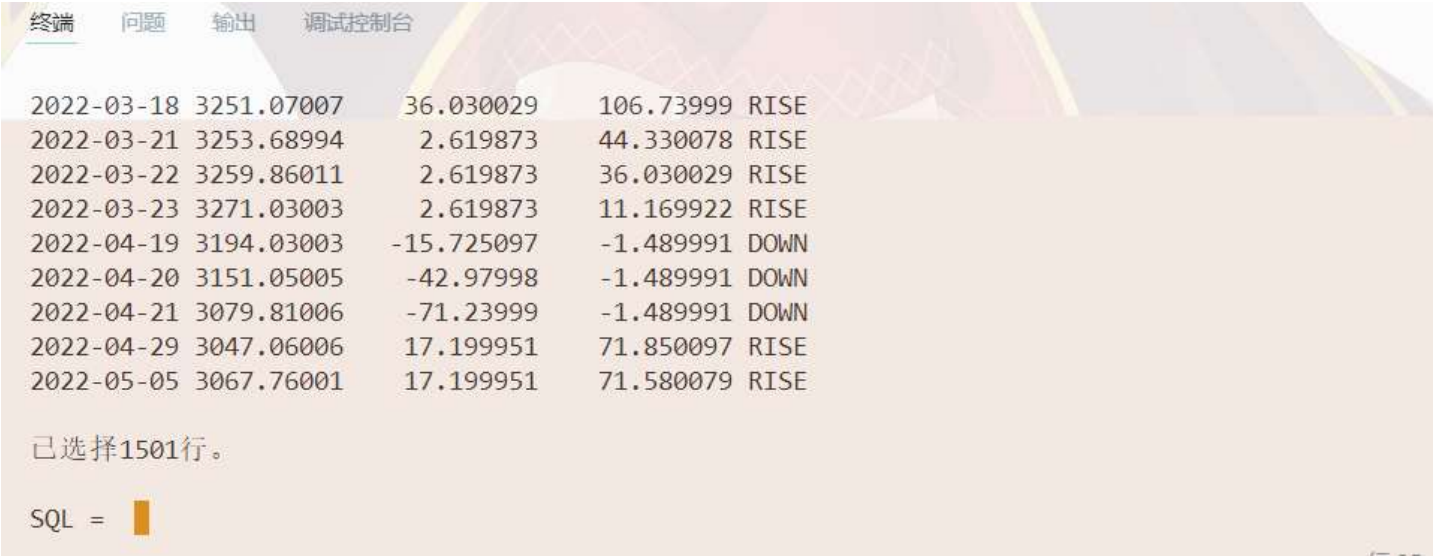 终端 问题 输出 调试控制台
2022-03-18 3251.07007 36.030029 106.73999 RISE
2022-03-21 3253.68994 2.619873 44.330078 RISE
2022-03-22 3259.86011 2.619873 36.030029 RISE
2022-03-23 3271.03003 2.619873 11.169922 RISE
2022-04-19 3194.03003 -15.725097 -1.489991 DOWN
2022-04-20 3151.05005 -42.97998 -1.489991 DOWN
2022-04-21 3079.81006 -71.23999 -1.489991 DOWN
2022-04-29 3047.06006 17.199951 71.850097 RISE
2022-05-05 3067.76001 17.199951 71.580079 RISE
已选择1501行。
SQL =